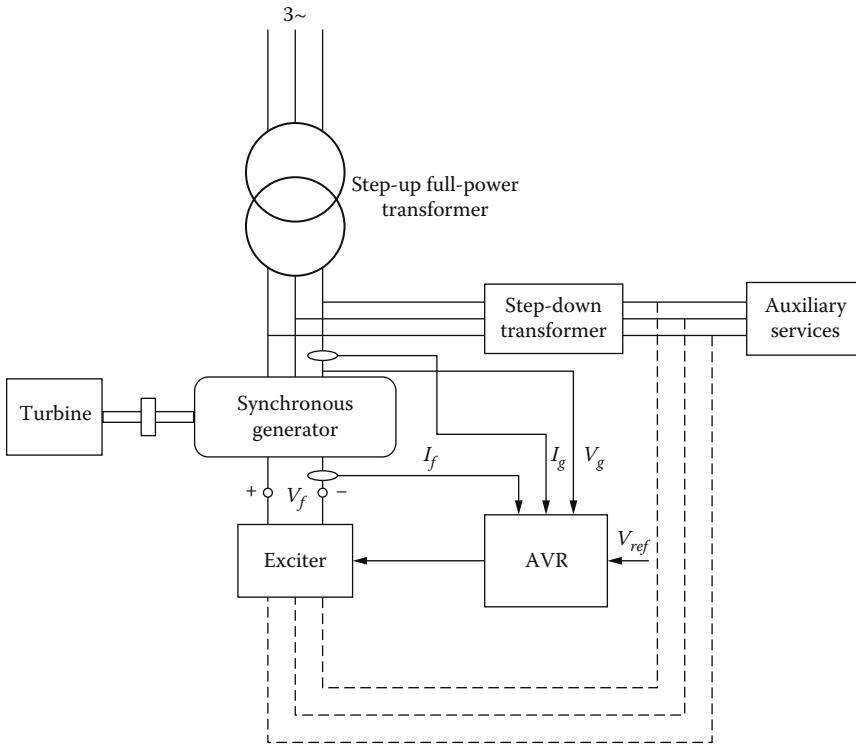 3~
Step-up full-power
transformer
Step-down
transformer
Auxiliary
services
Turbine
Synchronous
generator
I_f
I_g
V_g
+
V_f
−
V_ref
Exciter
AVR